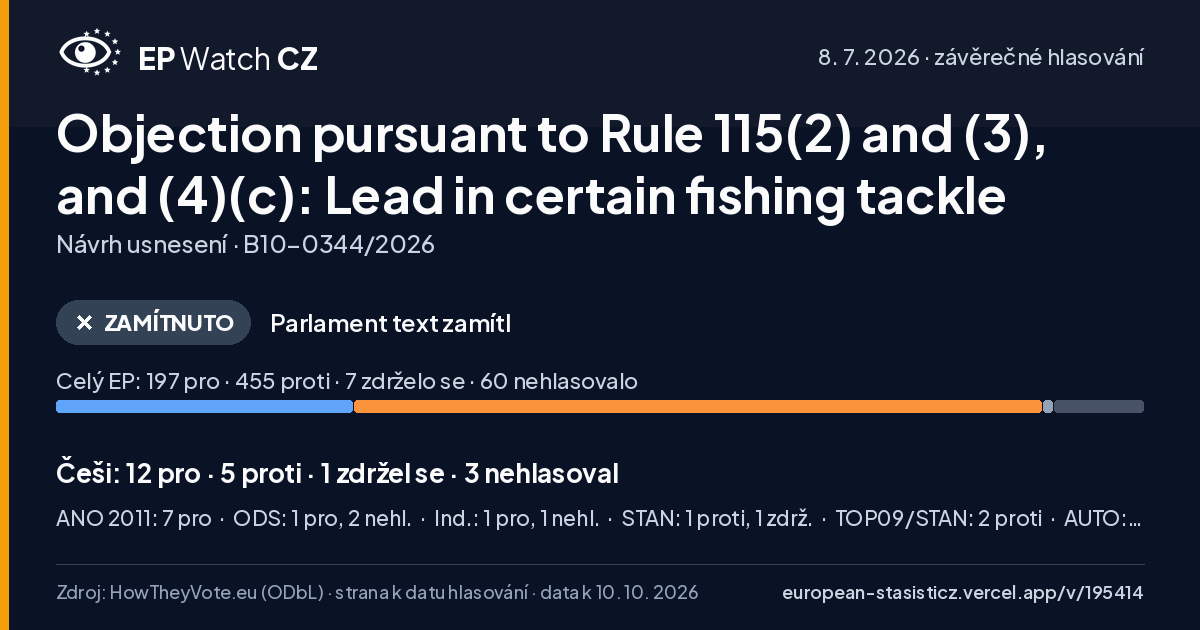 EP Watch CZ
8. 7. 2026 · závěrečné hlasování
Objection pursuant to Rule 115(2) and (3),
and (4)(c): Lead in certain fishing tackle
Návrh usnesení · B10-0344/2026
✕ ZAMÍTNUTO
Parlament text zamítl
Celý EP: 197 pro · 455 proti · 7 zdrželo se · 60 nehlasovalo
Češi: 12 pro · 5 proti · 1 zdržel se · 3 nehlasoval
ANO 2011: 7 pro · ODS: 1 pro, 2 nehl. · Ind.: 1 pro, 1 nehl. · STAN: 1 proti, 1 zdrž. · TOP09/STAN: 2 proti · AUTO:…
Zdroj: HowTheyVote.eu (ODbL) · strana k datu hlasování · data k 10. 10. 2026
european-stasisticz.vercel.app/v/195414